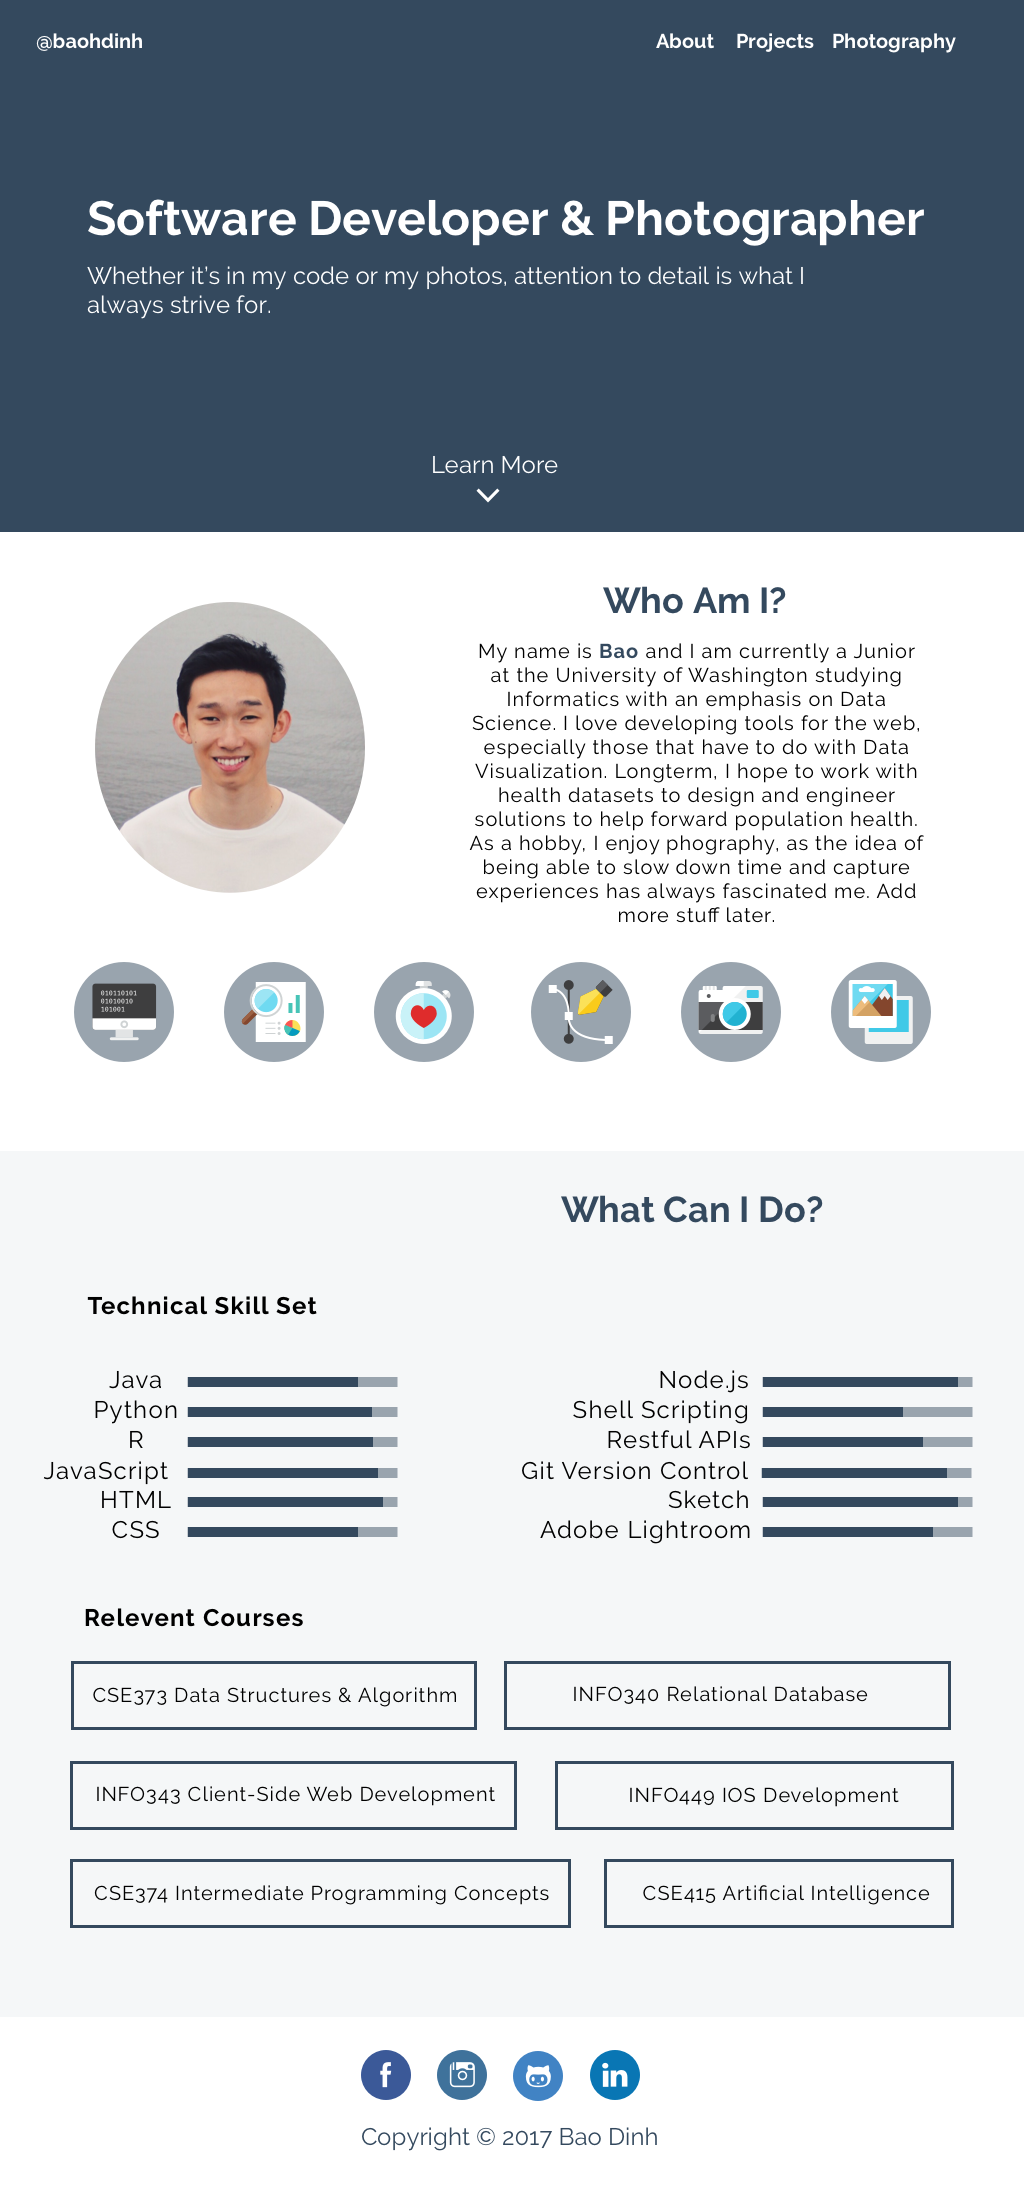 @baohdinh
About Projects Photography
Software Developer & Photographer
Whether it's in my code or my photos, attention to detail is what I
always strive for.
Learn More
Who Am I?
My name is Bao and I am currently a Junior
at the University of Washington studying
Informatics with an emphasis on Data
Science. I love developing tools for the web,
especially those that have to do with Data
Visualization. Longterm, I hope to work with
health datasets to design and engineer
solutions to help forward population health.
As a hobby, I enjoy phography, as the idea of
being able to slow down time and capture
experiences has always fascinated me. Add
more stuff later.
010110101
01010010
101001
What Can I Do?
Technical Skill Set
Java
Python
R
JavaScript
HTML
CSS
Node.js
Shell Scripting
Restful APIs
Git Version Control
Sketch
Adobe Lightroom
Relevent Courses
CSE373 Data Structures & Algorithm
INFO340 Relational Database
INFO343 Client-Side Web Development
INFO449 IOS Development
CSE374 Intermediate Programming Concepts
CSE415 Artificial Intelligence
f
in
Copyright © 2017 Bao Dinh